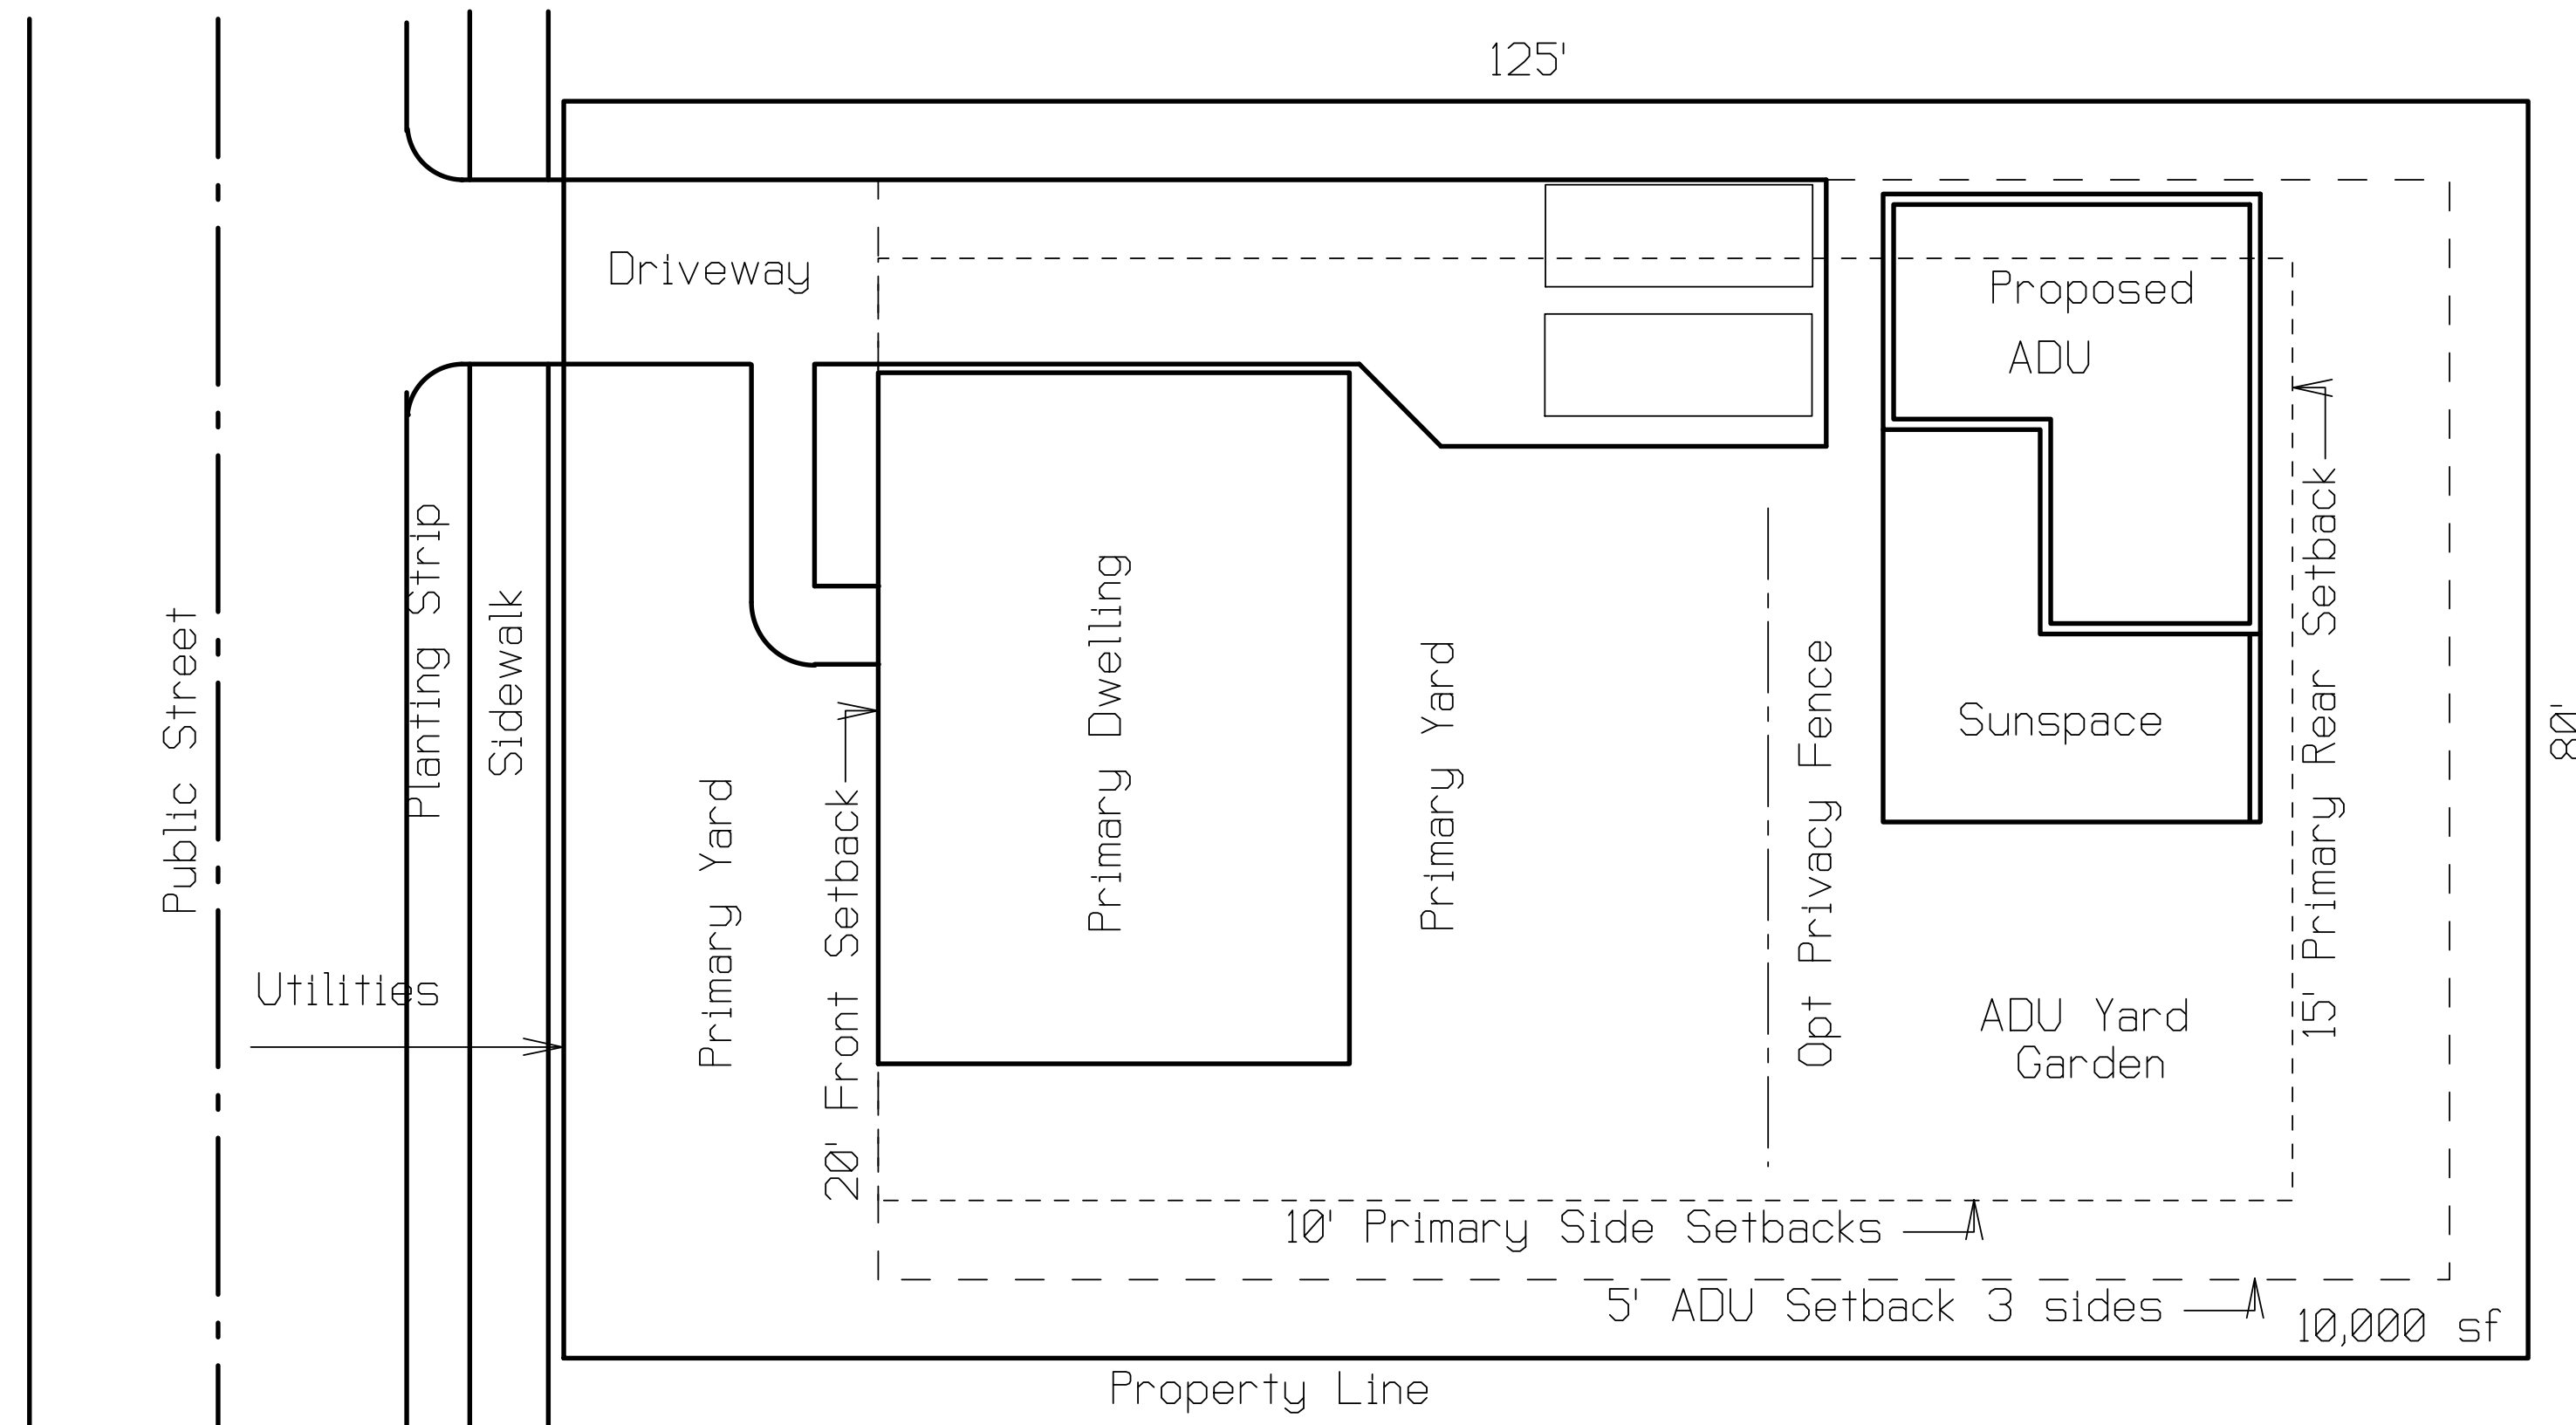 125'
Driveway
Proposed
ADU
Public Street
Planting Strip
Sidewalk
Utilities
Primary Yard
20' Front Setback
Primary Dwelling
Primary Yard
Opt Privacy Fence
Sunspace
15' Primary Rear Setback
80'
ADU Yard
Garden
10' Primary Side Setbacks
5' ADU Setback 3 sides
10,000 sf
Property Line